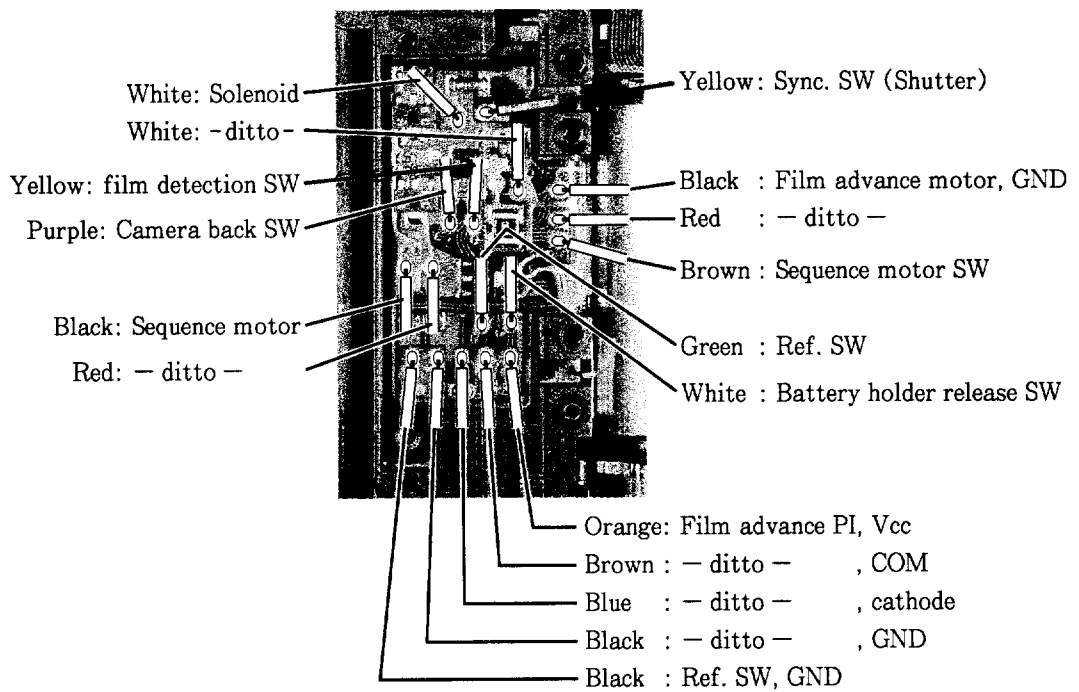 White: Solenoid
White: -ditto-
Yellow: film detection SW
Purple: Camera back SW
Black: Sequence motor
Red: — ditto —
Yellow: Sync. SW (Shutter)
Black : Film advance motor, GND
Red : — ditto —
Brown : Sequence motor SW
Green : Ref. SW
White : Battery holder release SW
Orange: Film advance PI, Vcc
Brown : — ditto — , COM
Blue : — ditto — , cathode
Black : — ditto — , GND
Black : Ref. SW, GND